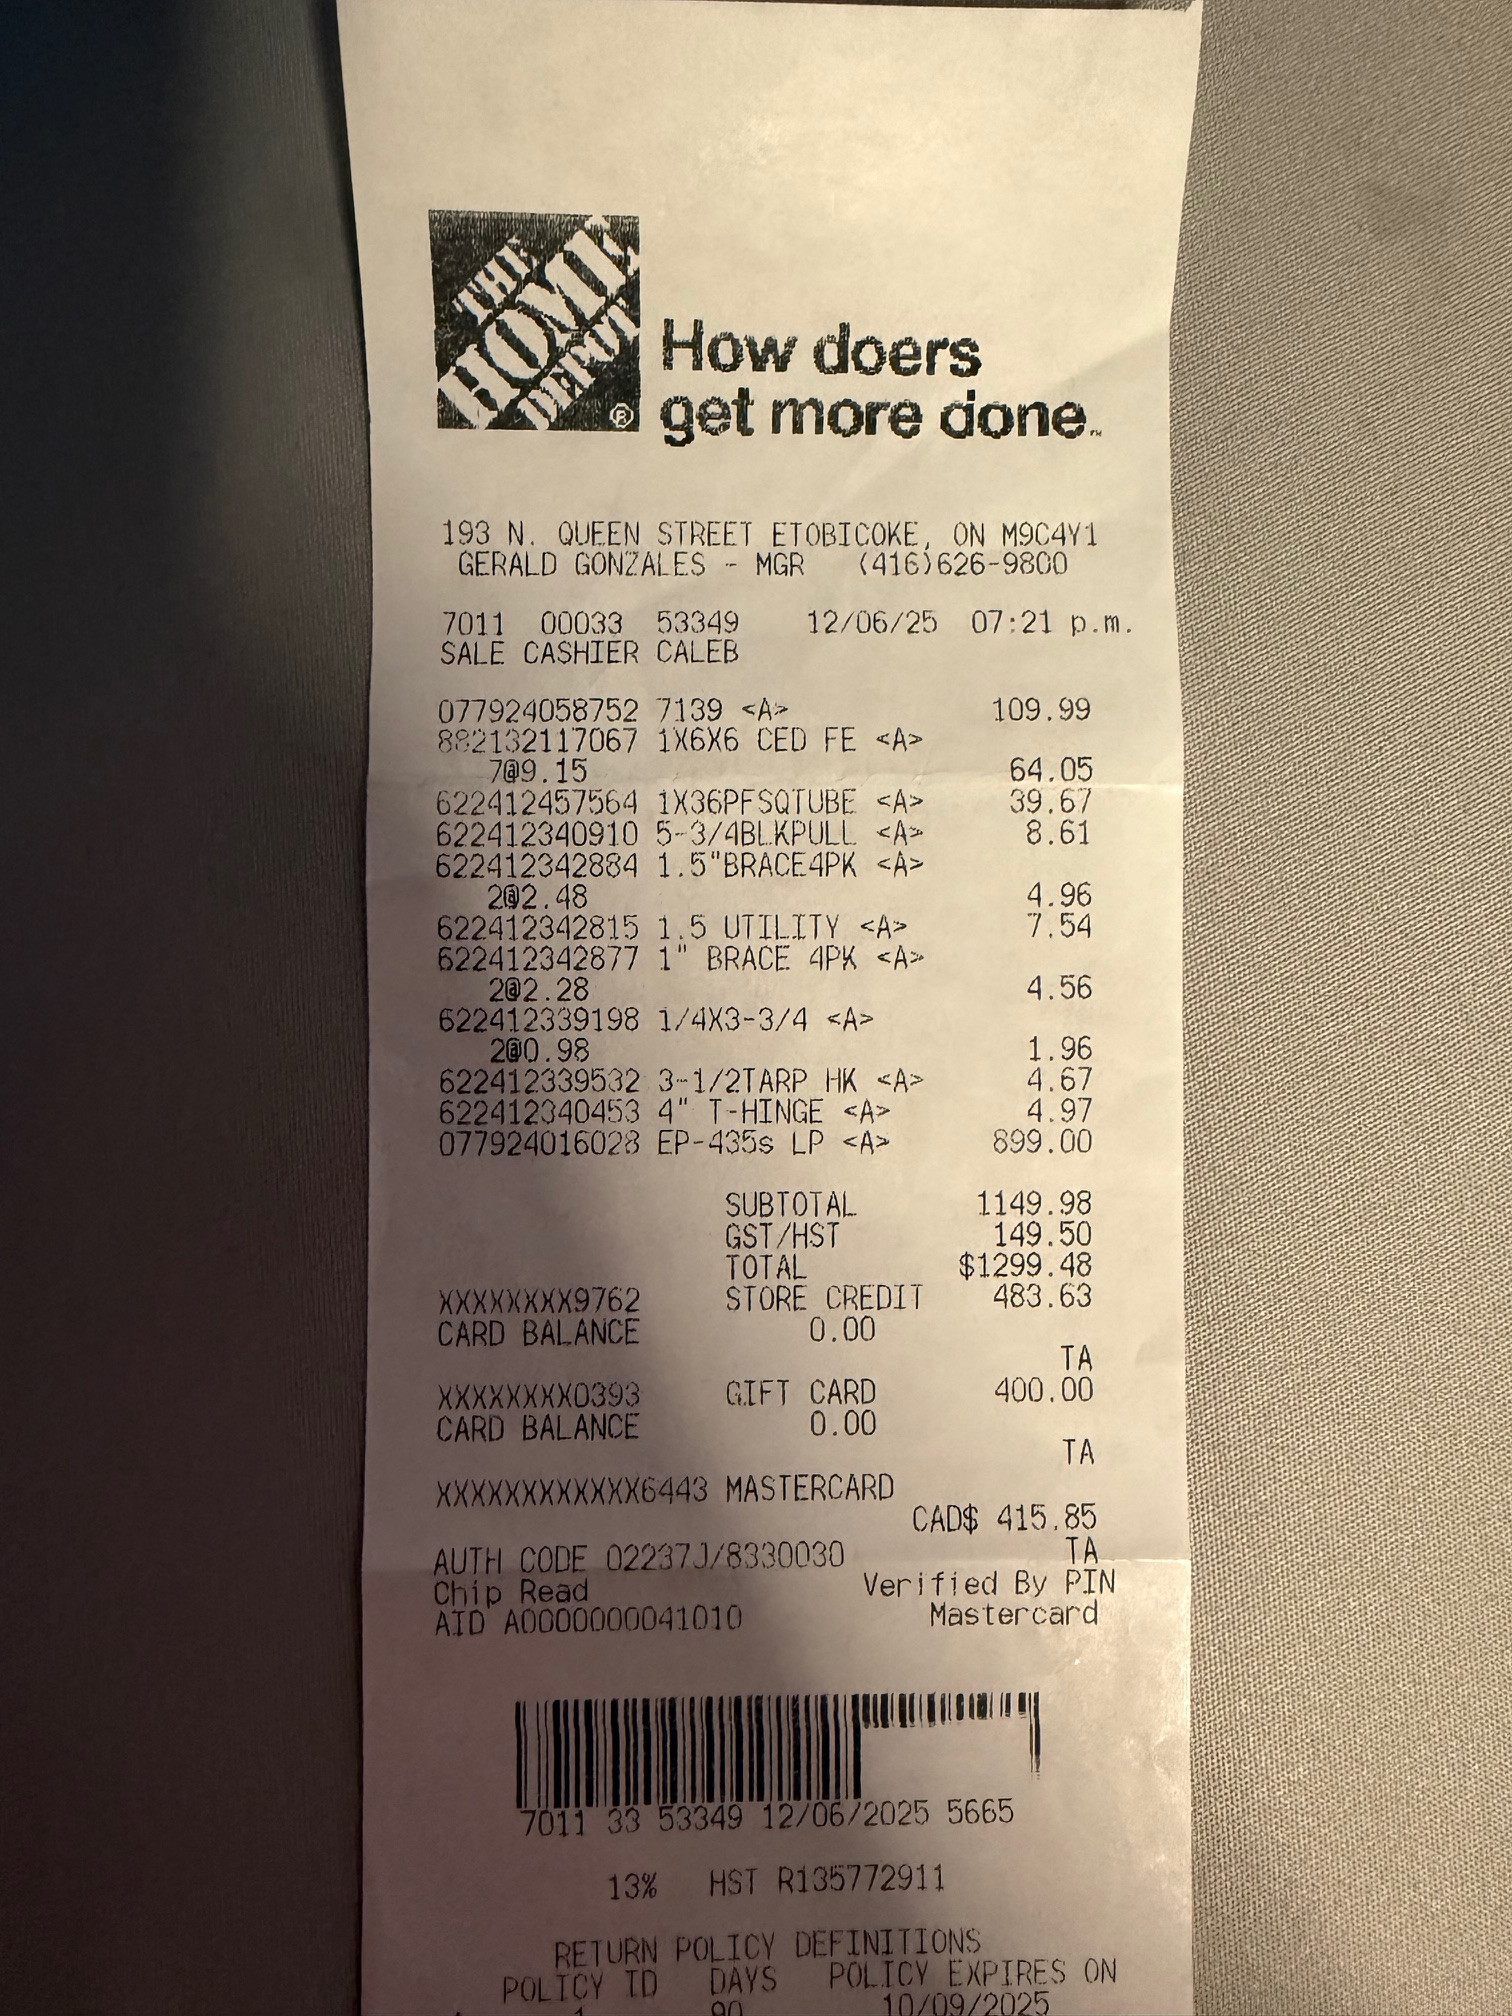 THE
HOME
DEPOT®
How doers
get more done.™
193 N. QUEEN STREET ETOBICOKE, ON M9C4Y1
GERALD GONZALES - MGR (416)626-9800
7011 00033 53349 12/06/25 07:21 p.m.
SALE CASHIER CALEB
077924058752 7139 <A> 109.99
882132117067 1X6X6 CED FE <A>
7@9.15 64.05
622412457564 1X36PFSQTUBE <A> 39.67
622412340910 5-3/4BLKPULL <A> 8.61
622412342884 1.5"BRACE4PK <A>
2@2.48 4.96
622412342815 1.5 UTILITY <A> 7.54
622412342877 1" BRACE 4PK <A>
2@2.28 4.56
622412339198 1/4X3-3/4 <A>
2@0.98 1.96
622412339532 3-1/2TARP HK <A> 4.67
622412340453 4" T-HINGE <A> 4.97
077924016028 EP-435s LP <A> 899.00
SUBTOTAL 1149.98
GST/HST 149.50
TOTAL $1299.48
XXXXXXXX9762 STORE CREDIT 483.63
CARD BALANCE 0.00
TA
XXXXXXXX0393 GIFT CARD 400.00
CARD BALANCE 0.00
TA
XXXXXXXXXXXX6443 MASTERCARD
CAD$ 415.85
AUTH CODE 02237J/8330030 TA
Chip Read Verified By PIN
AID A0000000041010 Mastercard
7011 33 53349 12/06/2025 5665
13% HST R135772911
RETURN POLICY DEFINITIONS
POLICY ID DAYS POLICY EXPIRES ON
1 90 10/09/2025